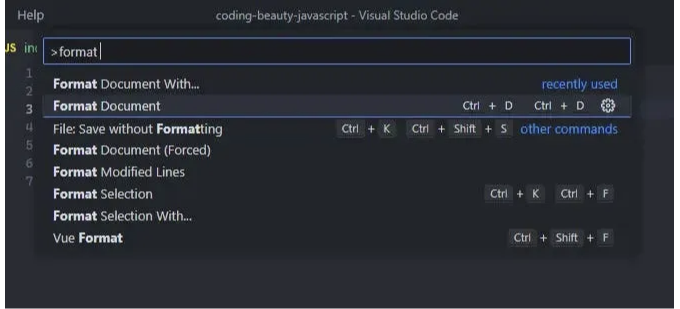 Help coding-beauty-javascript - Visual Studio Code
JS in
>format
1
2
3
4
5
6
7
Format Document With... recently used
Format Document Ctrl + D Ctrl + D
File: Save without Formatting Ctrl + K Ctrl + Shift + S other commands
Format Document (Forced)
Format Modified Lines
Format Selection Ctrl + K Ctrl + F
Format Selection With...
Vue Format Ctrl + Shift + F